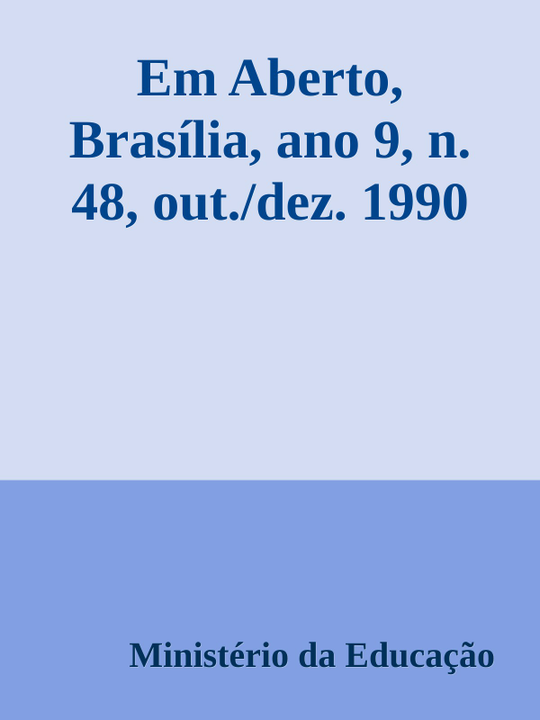 Em Aberto,
Brasília, ano 9, n.
48, out./dez. 1990
Ministério da Educação